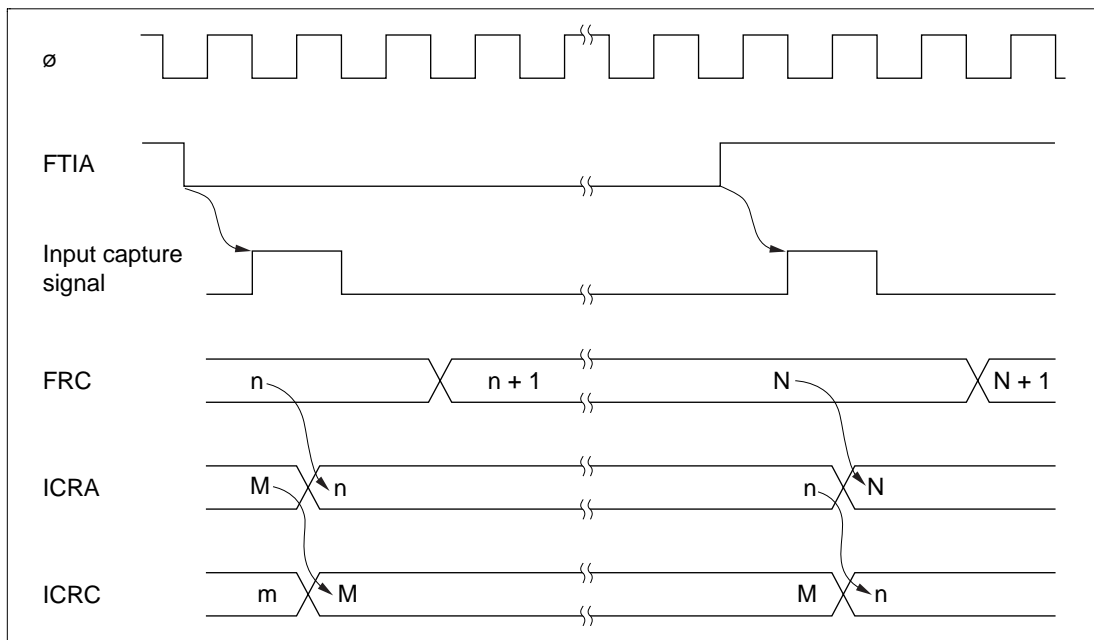 ø
FTIA
Input capture
signal
FRC n n + 1 N N + 1
ICRA M n n N
ICRC m M M n